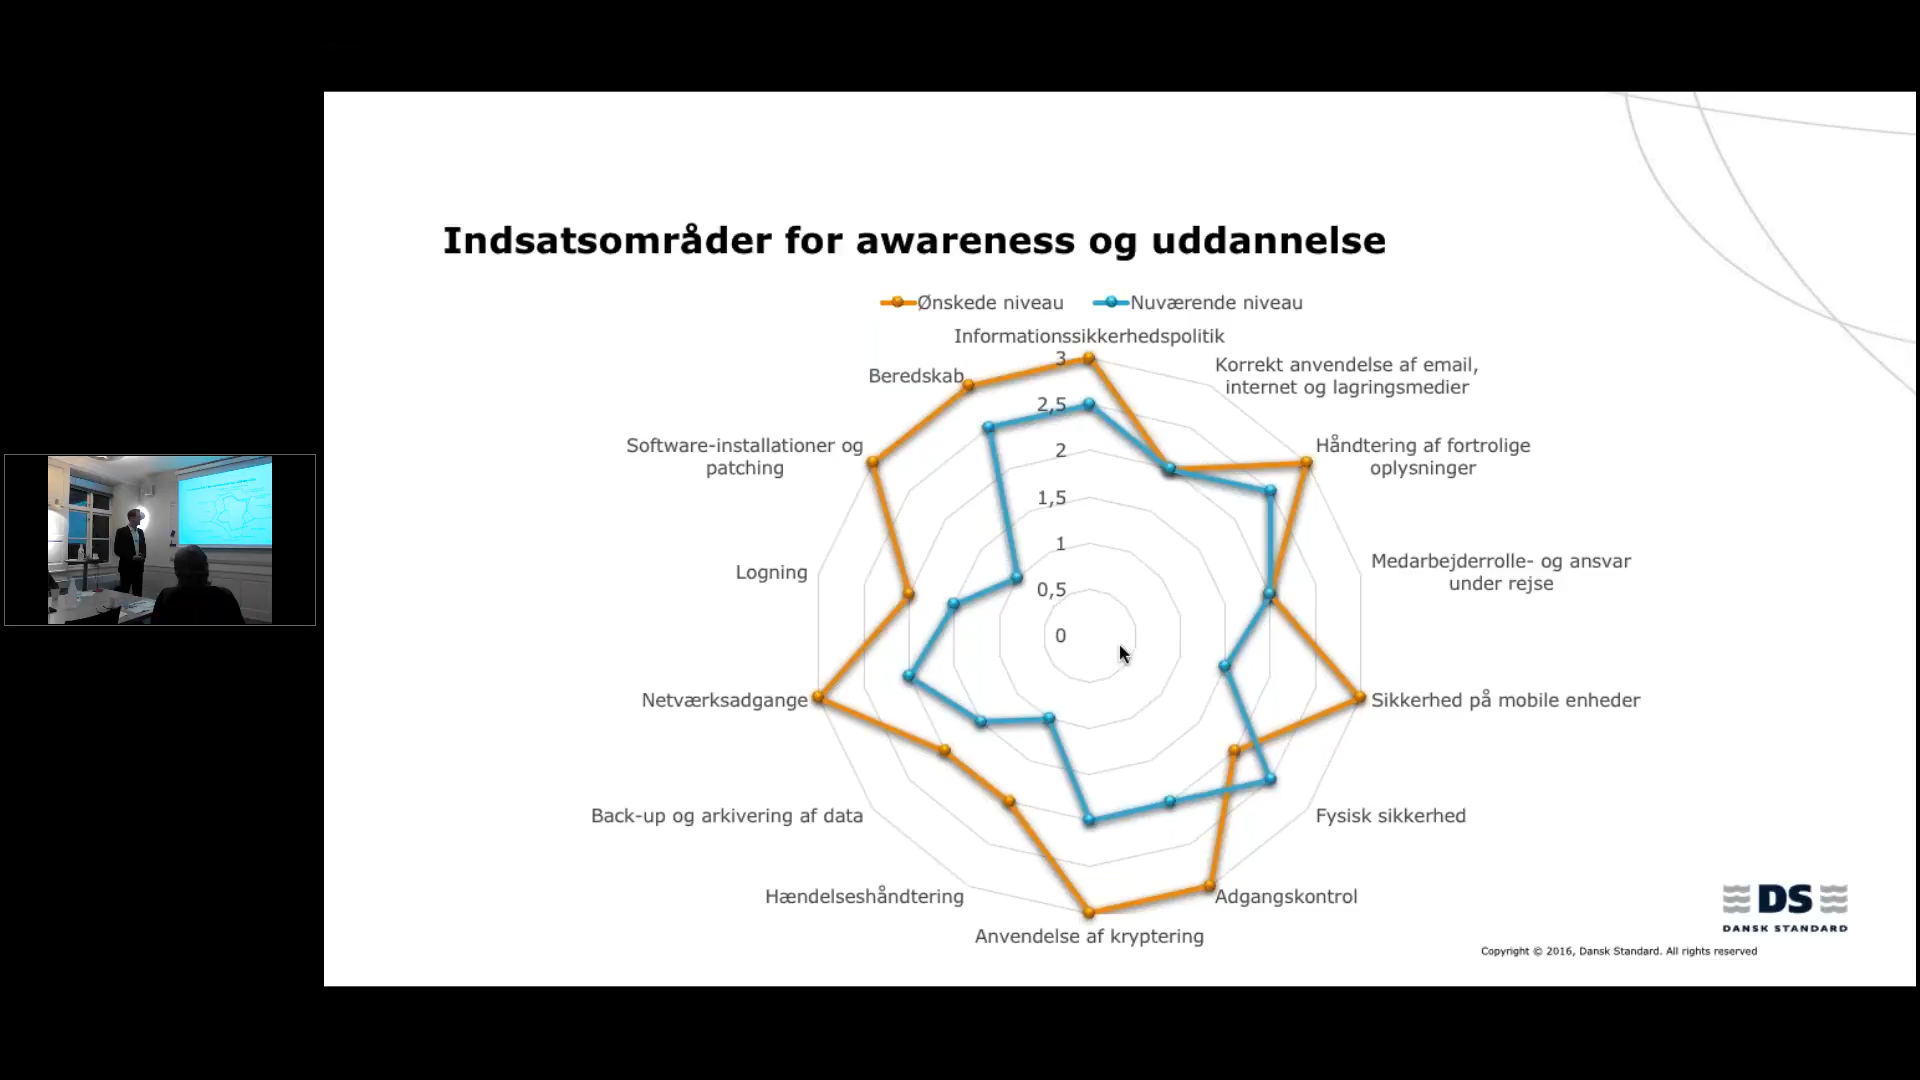 Indsatsområder for awareness og uddannelse
Ønskede niveau
Nuværende niveau
Informationssikkerhedspolitik
Korrekt anvendelse af email,
internet og lagringsmedier
Håndtering af fortrolige
oplysninger
Medarbejderrolle- og ansvar
under rejse
Sikkerhed på mobile enheder
Fysisk sikkerhed
Adgangskontrol
Anvendelse af kryptering
Hændelseshåndtering
Back-up og arkivering af data
Netværksadgange
Logning
Software-installationer og
patching
Beredskab
3
2,5
2
1,5
1
0,5
0
DS
DANSK STANDARD
Copyright © 2016, Dansk Standard. All rights reserved